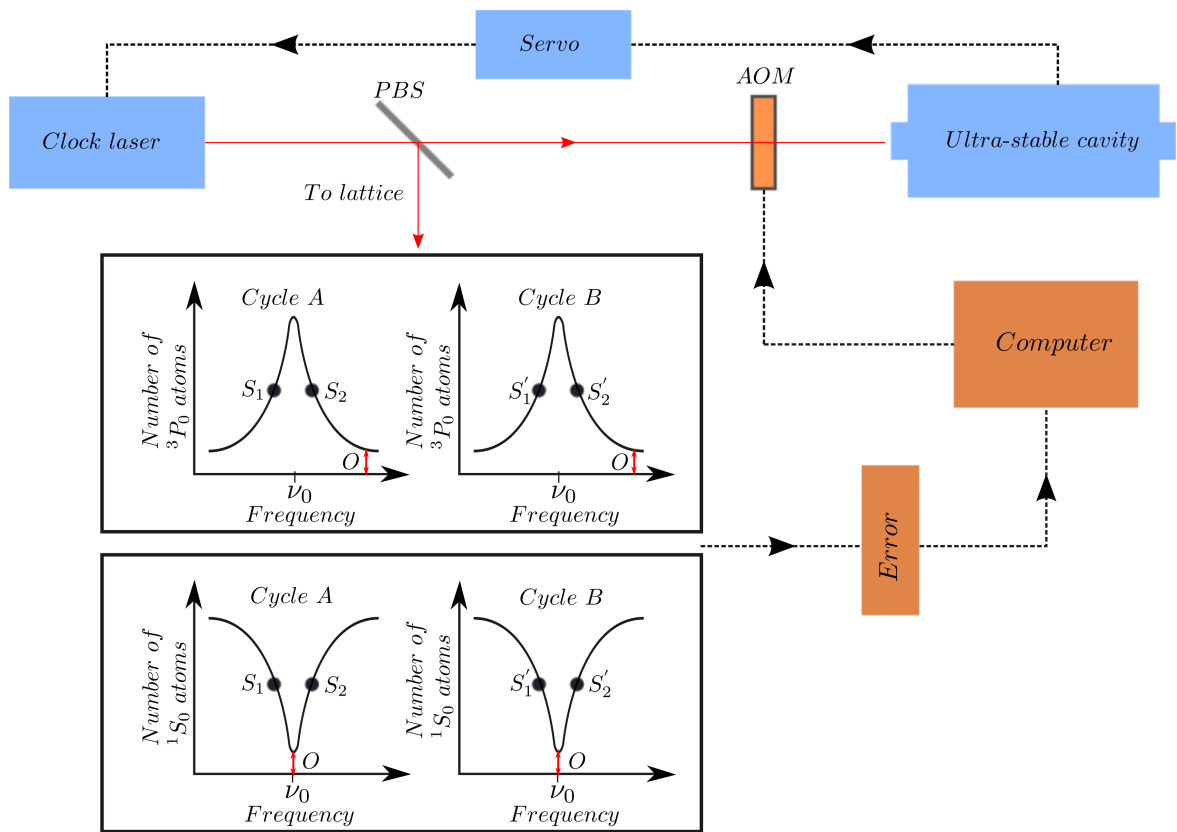 Servo
AOM
PBS
Clock laser
Ultra-stable cavity
To lattice
Cycle A
Cycle B
Number of
³P₀ atoms
S₁
S₂
O
ν₀
Frequency
Number of
³P₀ atoms
S₁′
S₂′
O
ν₀
Frequency
Computer
Error
Cycle A
Cycle B
Number of
¹S₀ atoms
S₁
S₂
O
ν₀
Frequency
Number of
¹S₀ atoms
S₁′
S₂′
O
ν₀
Frequency